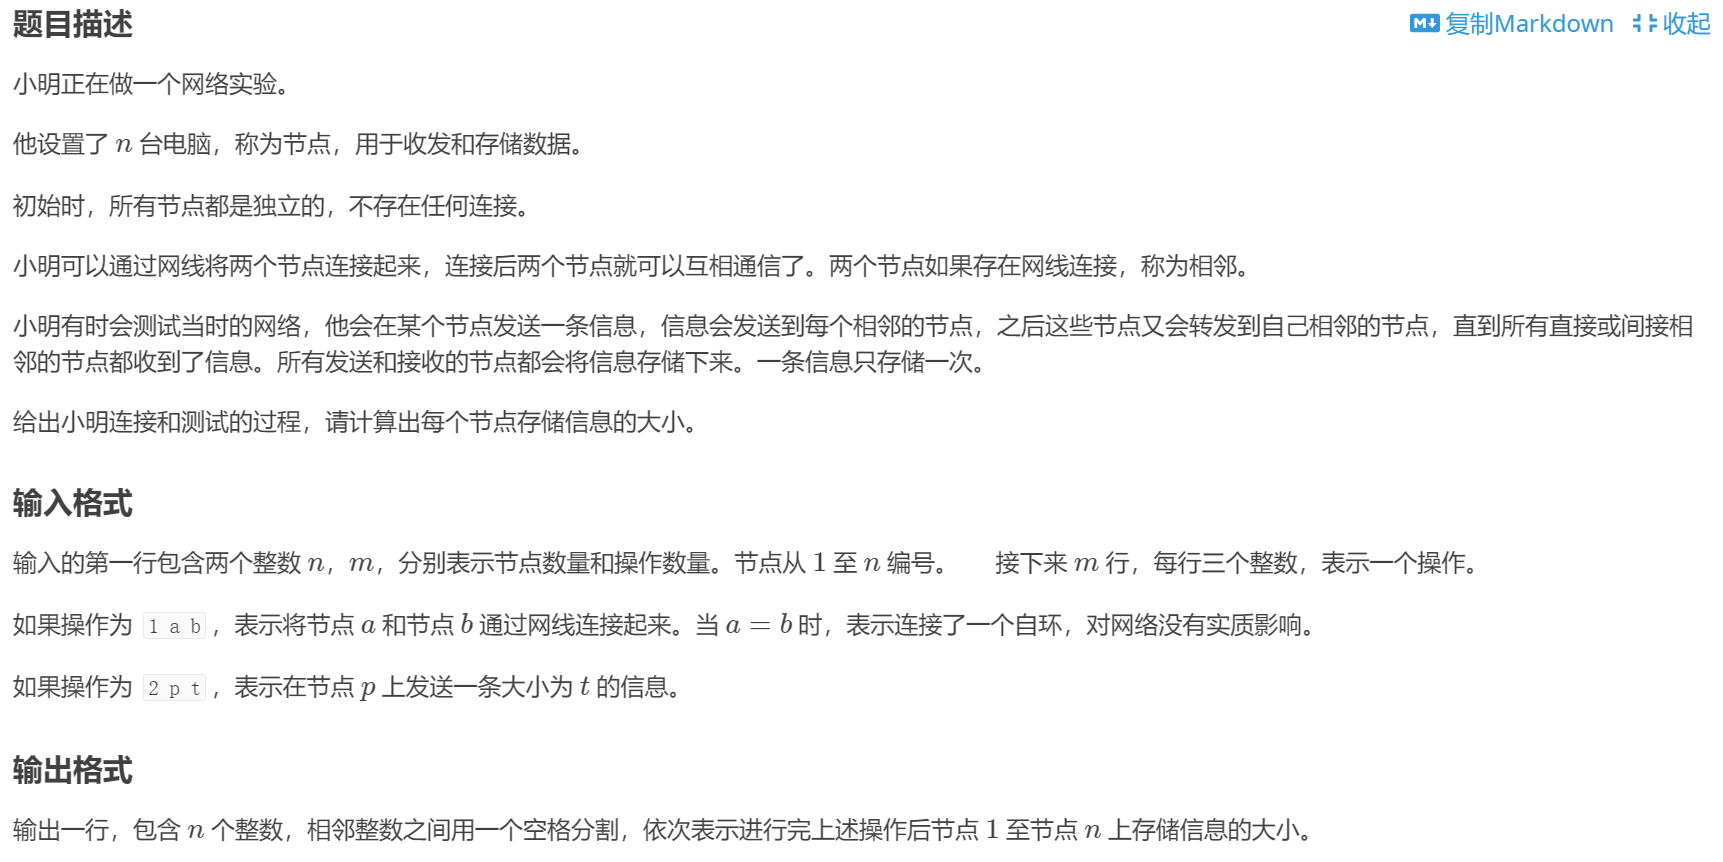 题目描述
复制Markdown 收起
小明正在做一个网络实验。
他设置了 n 台电脑，称为节点，用于收发和存储数据。
初始时，所有节点都是独立的，不存在任何连接。
小明可以通过网线将两个节点连接起来，连接后两个节点就可以互相通信了。两个节点如果存在网线连接，称为相邻。
小明有时会测试当时的网络，他会在某个节点发送一条信息，信息会发送到每个相邻的节点，之后这些节点又会转发到自己相邻的节点，直到所有直接或间接相
邻的节点都收到了信息。所有发送和接收的节点都会将信息存储下来。一条信息只存储一次。
给出小明连接和测试的过程，请计算出每个节点存储信息的大小。
输入格式
输入的第一行包含两个整数 n，m，分别表示节点数量和操作数量。节点从 1 至 n 编号。 接下来 m 行，每行三个整数，表示一个操作。
如果操作为 1 a b ，表示将节点 a 和节点 b 通过网线连接起来。当 a = b 时，表示连接了一个自环，对网络没有实质影响。
如果操作为 2 p t ，表示在节点 p 上发送一条大小为 t 的信息。
输出格式
输出一行，包含 n 个整数，相邻整数之间用一个空格分割，依次表示进行完上述操作后节点 1 至节点 n 上存储信息的大小。